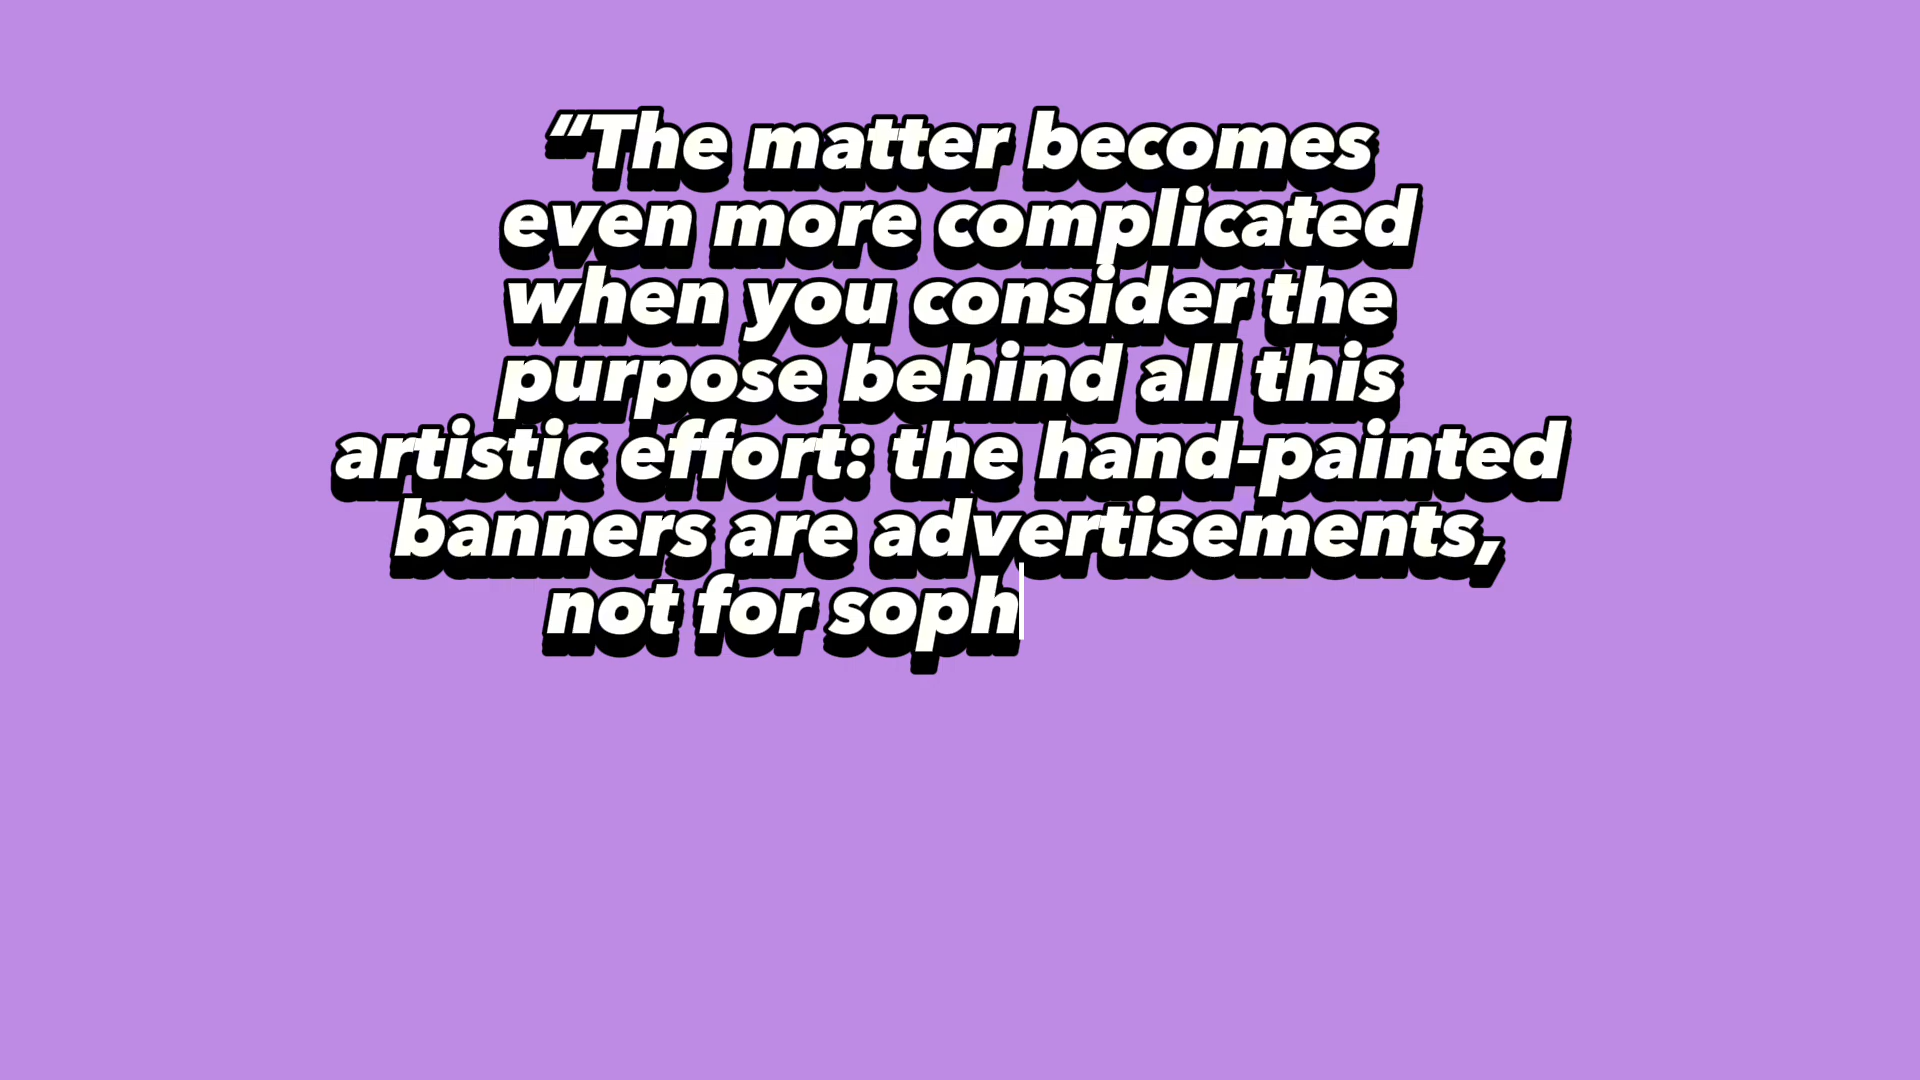 “The matter becomes
even more complicated
when you consider the
purpose behind all this
artistic effort: the hand-painted
banners are advertisements,
not for soph